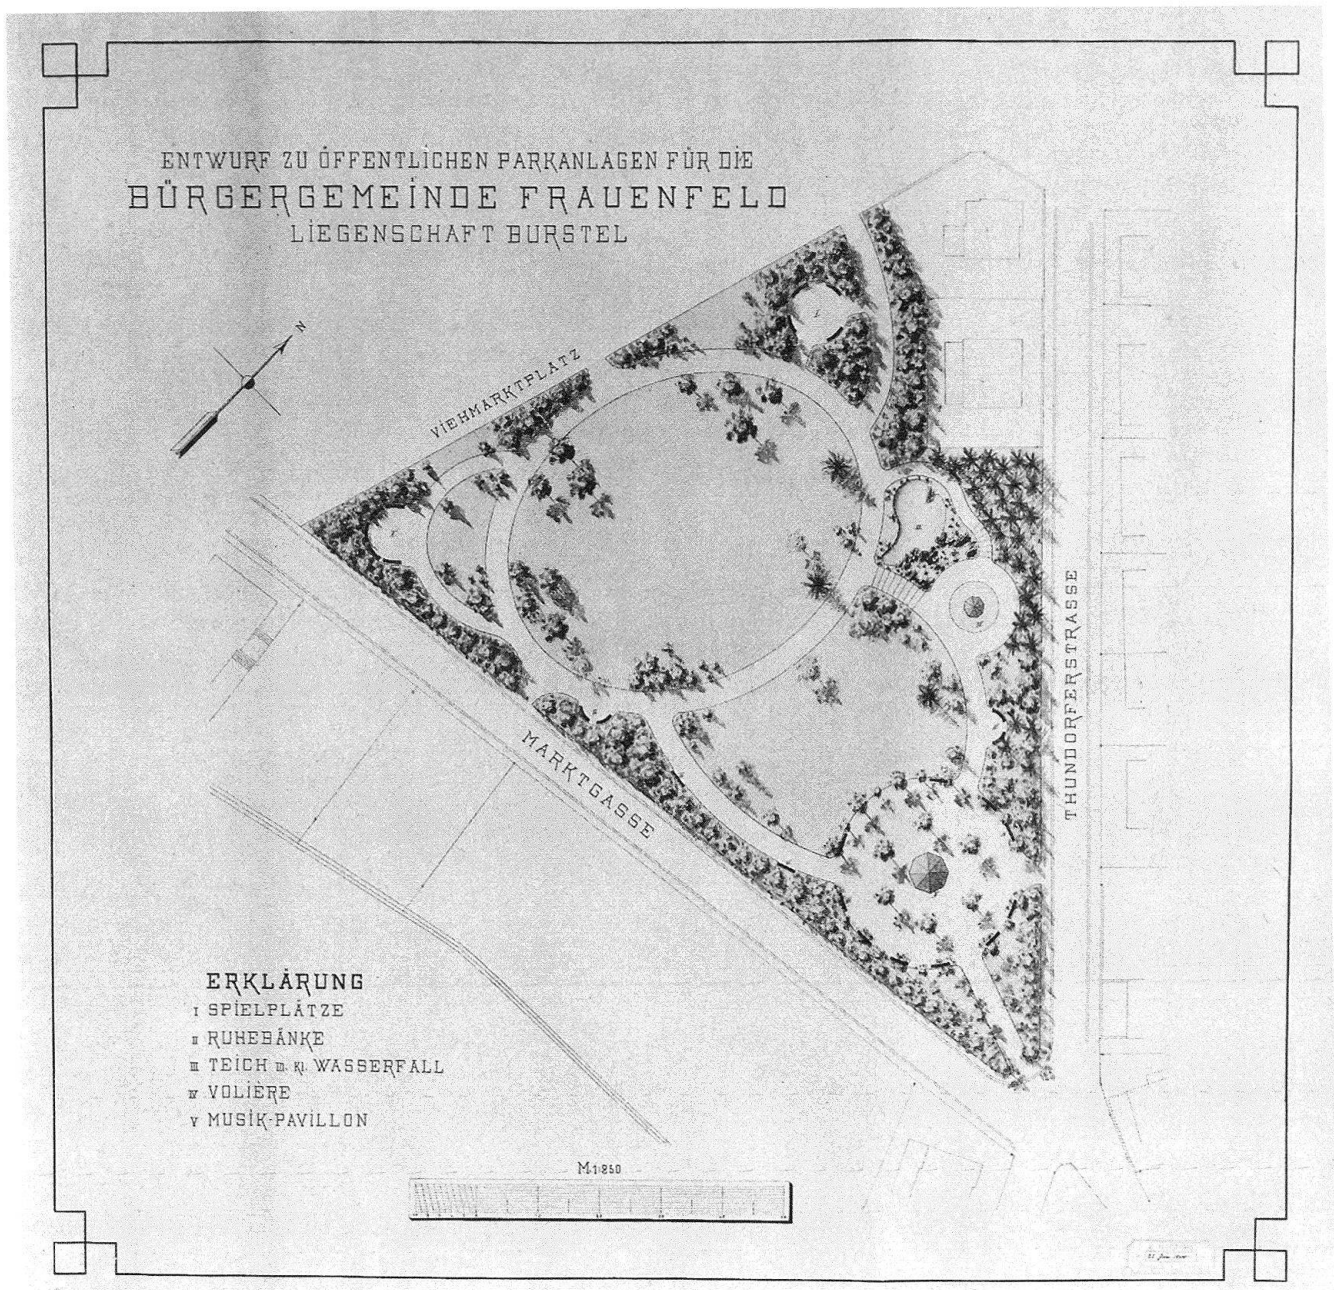 ENTWURF ZU ÖFFENTLICHEN PARKANLAGEN FÜR DIE
BÜRGERGEMEINDE FRAUENFELD
LIEGENSCHAFT BURSTEL
N
VIEHMARKTPLATZ
THUNDORFERSTRASSE
MARKTGASSE
ERKLÄRUNG
I SPIELPLÄTZE
II RUHEBÄNKE
III TEICH M. KL. WASSERFALL
IV VOLIÈRE
V MUSIK-PAVILLON
M. 1:250